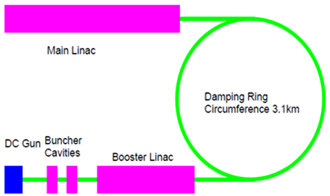 Main Linac
Damping Ring
Circumference 3.1km
DC Gun
Buncher
Cavities
Booster Linac